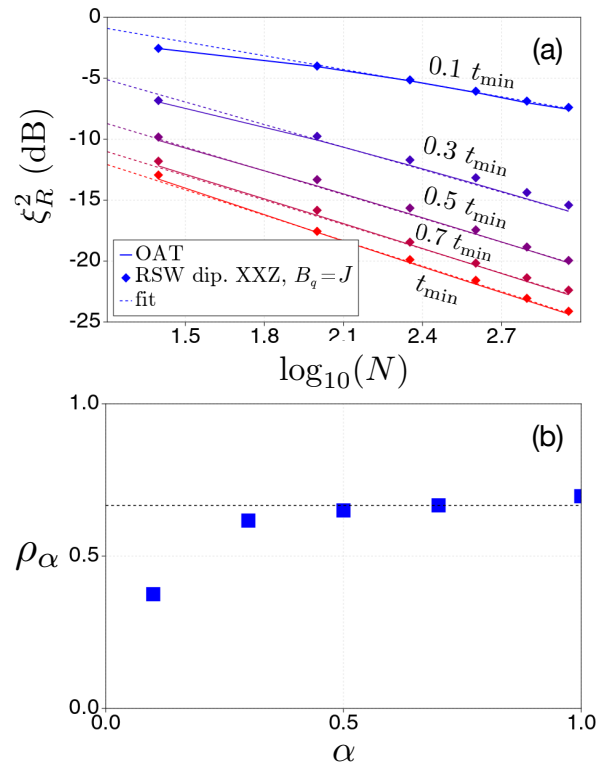 (a)
0
-5
-10
-15
-20
-25
ξ²_R (dB)
0.1 t_min
0.3 t_min
0.5 t_min
0.7 t_min
t_min
OAT
RSW dip. XXZ, B_q = J
fit
1.5 1.8 2.1 2.4 2.7
log₁₀(N)
(b)
1.0
0.5
0.0
ρ_α
0.0 0.5 1.0
α